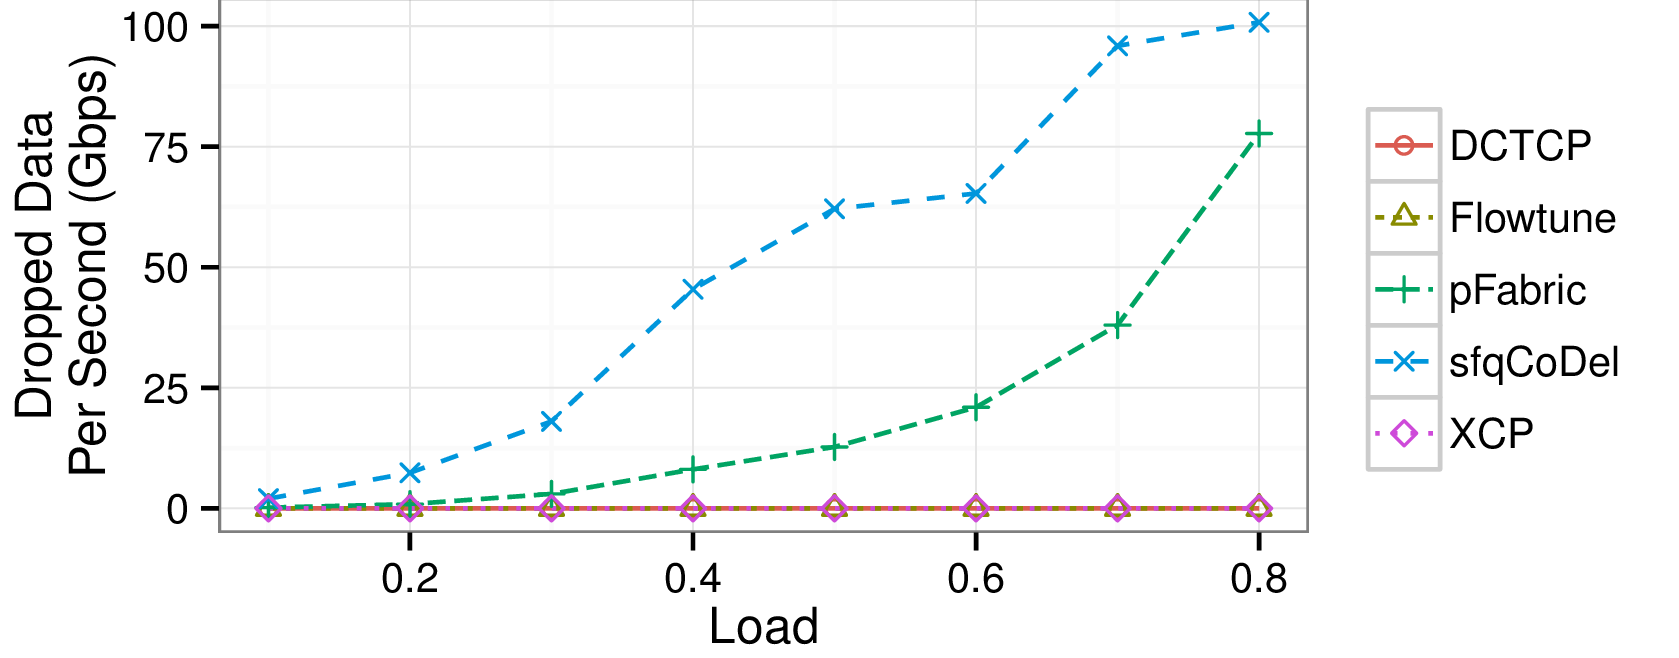 Dropped Data
Per Second (Gbps)
100
75
50
25
0
0.2
0.4
0.6
0.8
Load
DCTCP
Flowtune
pFabric
sfqCoDel
XCP